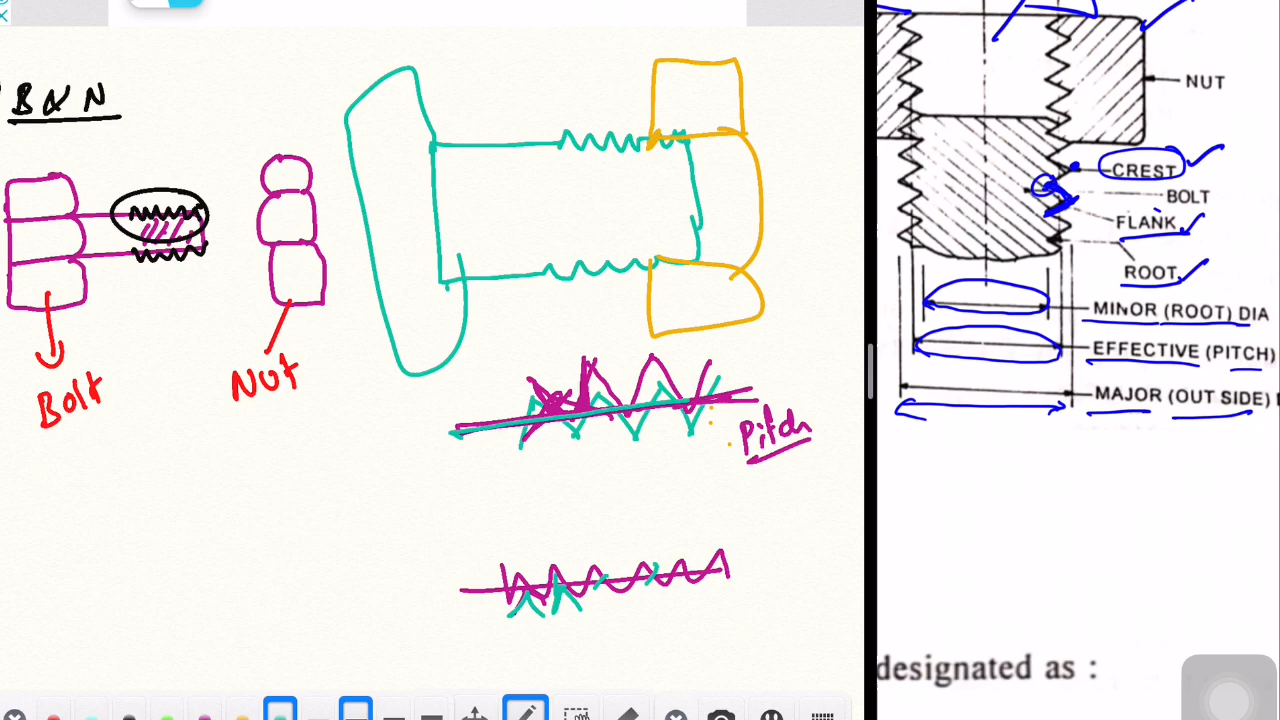 B & N
Bolt
Nut
Pitch
NUT
CREST
BOLT
FLANK
ROOT
MINOR (ROOT) DIA
EFFECTIVE (PITCH)
MAJOR (OUT SIDE)
designated as :